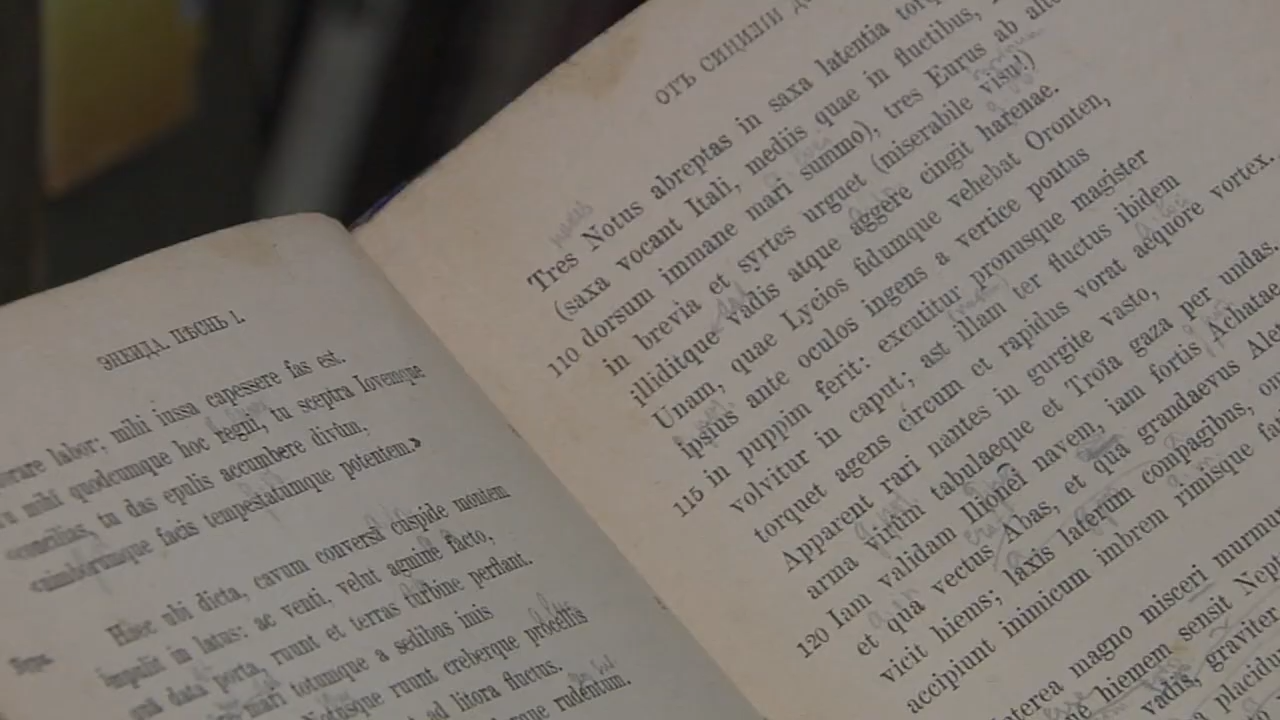 ЭНЕИДА, ПѢСНЬ I.
labor; mihi iussa capessere fas est.
mihi quodcumque hoc regni, tu sceptra Iovemque
concilias, tu das epulis accumbere divum,
nimborumque facis tempestatumque potentem.»
Haec ubi dicta, cavum conversa cuspide montem
impulit in latus: ac venti, velut agmine facto,
qua data porta, ruunt et terras turbine perflant.
mari totumque a sedibus imis
Notusque ruunt creberque procellis
ad litora fluctus.
rudentum.
ОТЪ СИЦИЛІИ
Tres Notus abreptas in saxa latentia
(saxa vocant Itali, mediis quae in fluctibus,
110 dorsum immane mari summo), tres Eurus ab
in brevia et syrtes urguet (miserabile visu!)
illiditque vadis atque aggere cingit harenae.
Unam, quae Lycios fidumque vehebat Oronten,
ipsius ante oculos ingens a vertice pontus
115 in puppim ferit: excutitur pronusque magister
volvitur in caput; ast illam ter fluctus ibidem
torquet agens circum et rapidus vorat aequore vortex.
Apparent rari nantes in gurgite vasto,
arma virum tabulaeque et Troïa gaza per undas.
120 Iam validam Ilionei navem, iam fortis Achatae
et qua vectus Abas, et qua grandaevus
vicit hiems; laxis laterum compagibus,
accipiunt inimicum imbrem rimisque
magno misceri
hiemem sensit
vadis, graviter